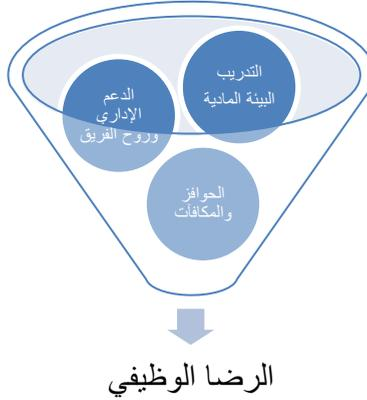 التدريب
البيئة المادية
الدعم
الإداري
وروح الفريق
الحوافز
والمكافآت
الرضا الوظيفي